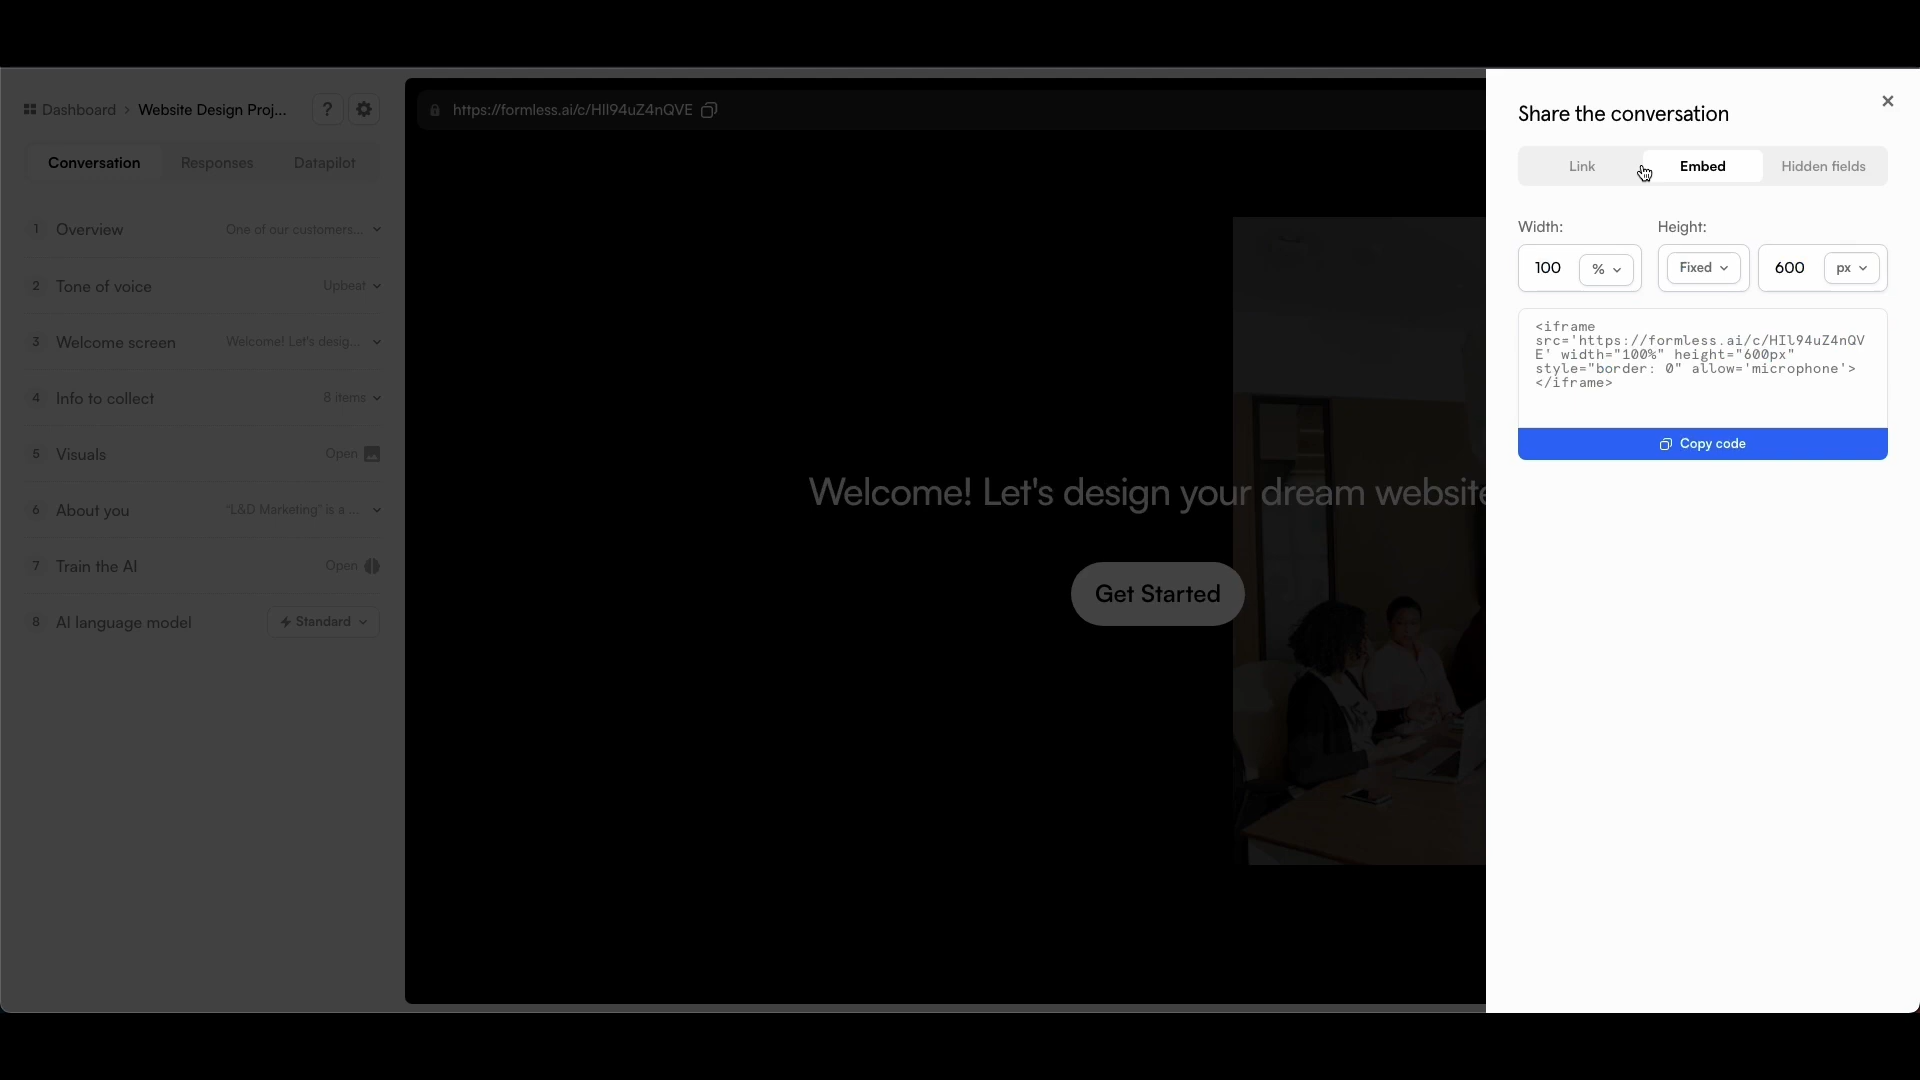 Dashboard > Website Design Proj... ?
Conversation Responses Datapilot
1 Overview One of our customers...
2 Tone of voice Upbeat
3 Welcome screen Welcome! Let's desig...
4 Info to collect 8 items
5 Visuals Open
6 About you "L&D Marketing" is a ...
7 Train the AI Open
8 AI language model Standard
https://formless.ai/c/HIl94uZ4nQVE
Welcome! Let's design your dream website
Get Started
Share the conversation
Link Embed Hidden fields
Width: Height:
100 % Fixed 600 px
<iframe
src='https://formless.ai/c/HIl94uZ4nQV
E' width="100%" height="600px"
style="border: 0" allow='microphone'>
</iframe>
Copy code